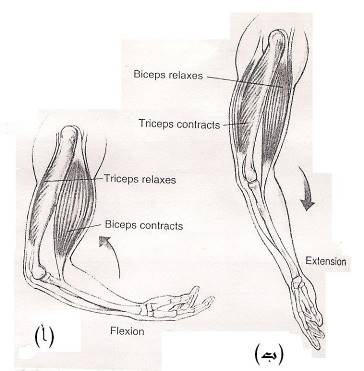 Biceps relaxes
Triceps contracts
Triceps relaxes
Biceps contracts
Extension
Flexion
(أ)
(ب)